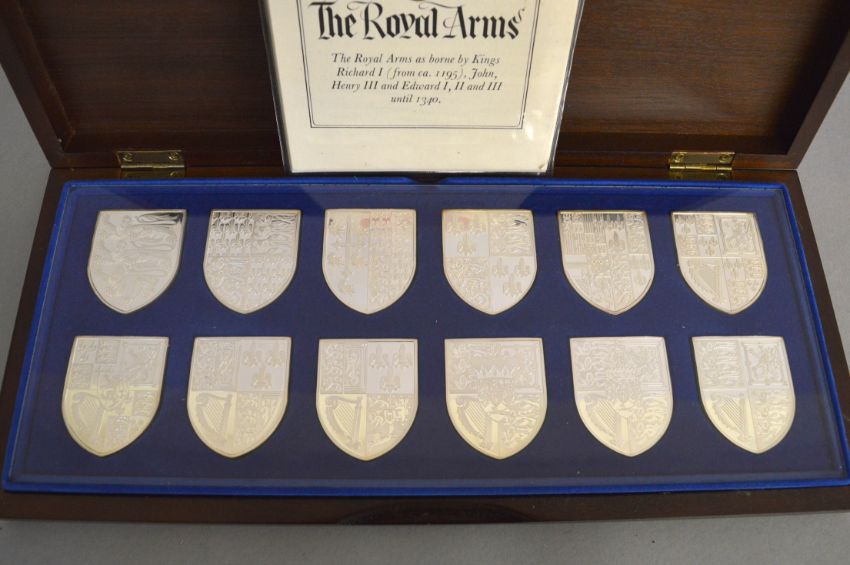 The Royal Arms
The Royal Arms as borne by Kings
Richard I (from ca. 1195), John,
Henry III and Edward I, II and III
until 1340.